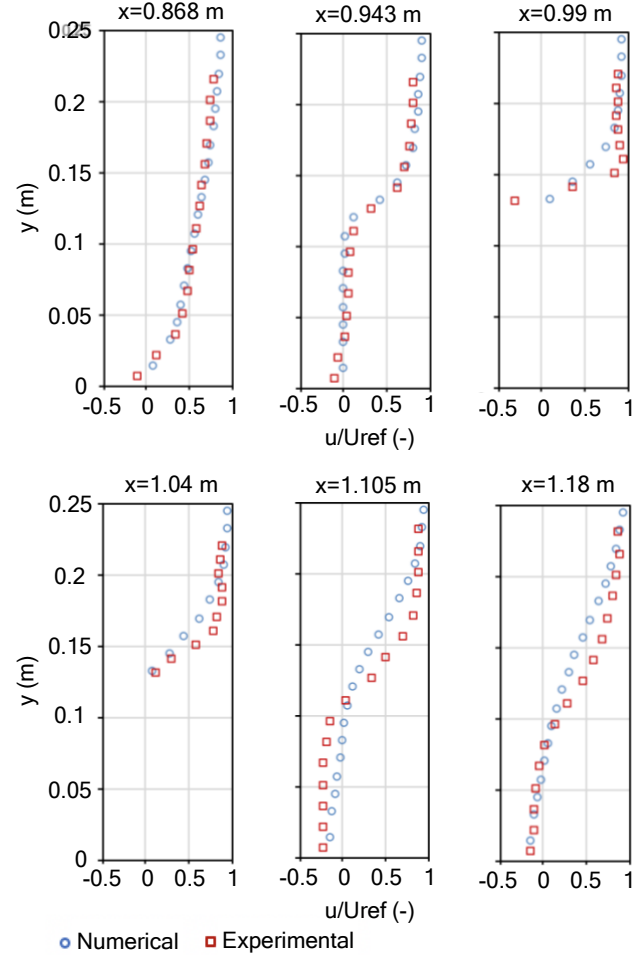 x=0.868 m
x=0.943 m
x=0.99 m
0.25
0.2
0.15
0.1
0.05
0
y (m)
-0.5 0 0.5 1
-0.5 0 0.5 1
-0.5 0 0.5 1
u/Uref (-)
x=1.04 m
x=1.105 m
x=1.18 m
0.25
0.2
0.15
0.1
0.05
0
y (m)
-0.5 0 0.5 1
-0.5 0 0.5 1
-0.5 0 0.5 1
u/Uref (-)
Numerical
Experimental